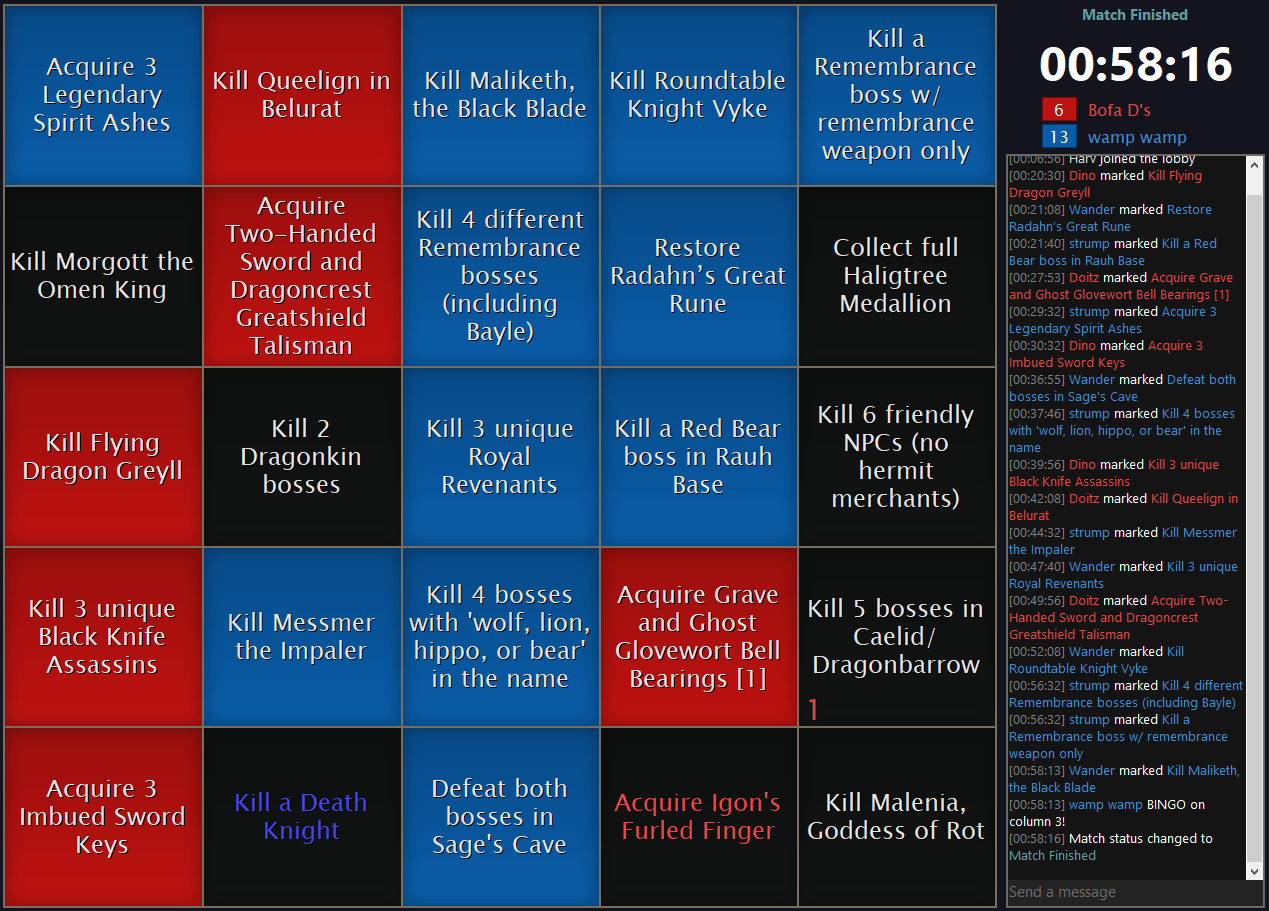 Acquire 3
Legendary
Spirit Ashes
Kill Queelign in
Belurat
Kill Maliketh,
the Black Blade
Kill Roundtable
Knight Vyke
Kill a
Remembrance
boss w/
remembrance
weapon only
Kill Morgott the
Omen King
Acquire
Two-Handed
Sword and
Dragoncrest
Greatshield
Talisman
Kill 4 different
Remembrance
bosses
(including
Bayle)
Restore
Radahn’s Great
Rune
Collect full
Haligtree
Medallion
Kill Flying
Dragon Greyll
Kill 2
Dragonkin
bosses
Kill 3 unique
Royal
Revenants
Kill a Red Bear
boss in Rauh
Base
Kill 6 friendly
NPCs (no
hermit
merchants)
Kill 3 unique
Black Knife
Assassins
Kill Messmer
the Impaler
Kill 4 bosses
with 'wolf, lion,
hippo, or bear'
in the name
Acquire Grave
and Ghost
Glovewort Bell
Bearings [1]
Kill 5 bosses in
Caelid/
Dragonbarrow
1
Acquire 3
Imbued Sword
Keys
Kill a Death
Knight
Defeat both
bosses in
Sage's Cave
Acquire Igon's
Furled Finger
Kill Malenia,
Goddess of Rot
Match Finished
00:58:16
6 Bofa D's
13 wamp wamp
[00:06:56] Harv joined the lobby
[00:20:30] Dino marked Kill Flying
Dragon Greyll
[00:21:08] Wander marked Restore
Radahn's Great Rune
[00:21:40] strump marked Kill a Red
Bear boss in Rauh Base
[00:27:53] Doitz marked Acquire Grave
and Ghost Glovewort Bell Bearings [1]
[00:29:32] strump marked Acquire 3
Legendary Spirit Ashes
[00:30:32] Dino marked Acquire 3
Imbued Sword Keys
[00:36:55] Wander marked Defeat both
bosses in Sage's Cave
[00:37:46] strump marked Kill 4 bosses
with 'wolf, lion, hippo, or bear' in the
name
[00:39:56] Dino marked Kill 3 unique
Black Knife Assassins
[00:42:08] Doitz marked Kill Queelign in
Belurat
[00:44:32] strump marked Kill Messmer
the Impaler
[00:47:40] Wander marked Kill 3 unique
Royal Revenants
[00:49:56] Doitz marked Acquire Two-
Handed Sword and Dragoncrest
Greatshield Talisman
[00:52:08] Wander marked Kill
Roundtable Knight Vyke
[00:56:32] strump marked Kill 4 different
Remembrance bosses (including Bayle)
[00:56:32] strump marked Kill a
Remembrance boss w/ remembrance
weapon only
[00:58:13] Wander marked Kill Maliketh,
the Black Blade
[00:58:13] wamp wamp BINGO on
column 3!
[00:58:16] Match status changed to
Match Finished
Send a message